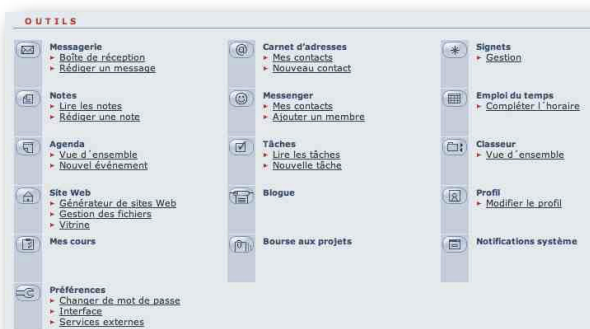 OUTILS
Messagerie
Boîte de réception
Rédiger un message
Carnet d'adresses
Mes contacts
Nouveau contact
Signets
Gestion
Notes
Lire les notes
Rédiger une note
Messenger
Mes contacts
Ajouter un membre
Emploi du temps
Compléter l´horaire
Agenda
Vue d´ensemble
Nouvel événement
Tâches
Lire les tâches
Nouvelle tâche
Classeur
Vue d´ensemble
Site Web
Générateur de sites Web
Gestion des fichiers
Vitrine
Blogue
Profil
Modifier le profil
Mes cours
Bourse aux projets
Notifications système
Préférences
Changer de mot de passe
Interface
Services externes